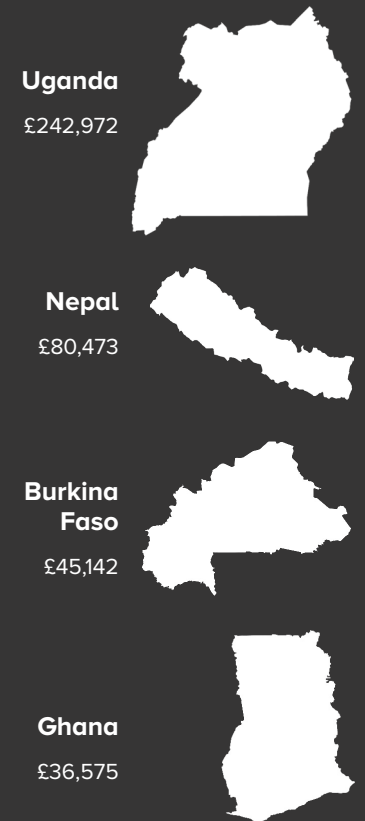 Uganda
£242,972
Nepal
£80,473
Burkina
Faso
£45,142
Ghana
£36,575